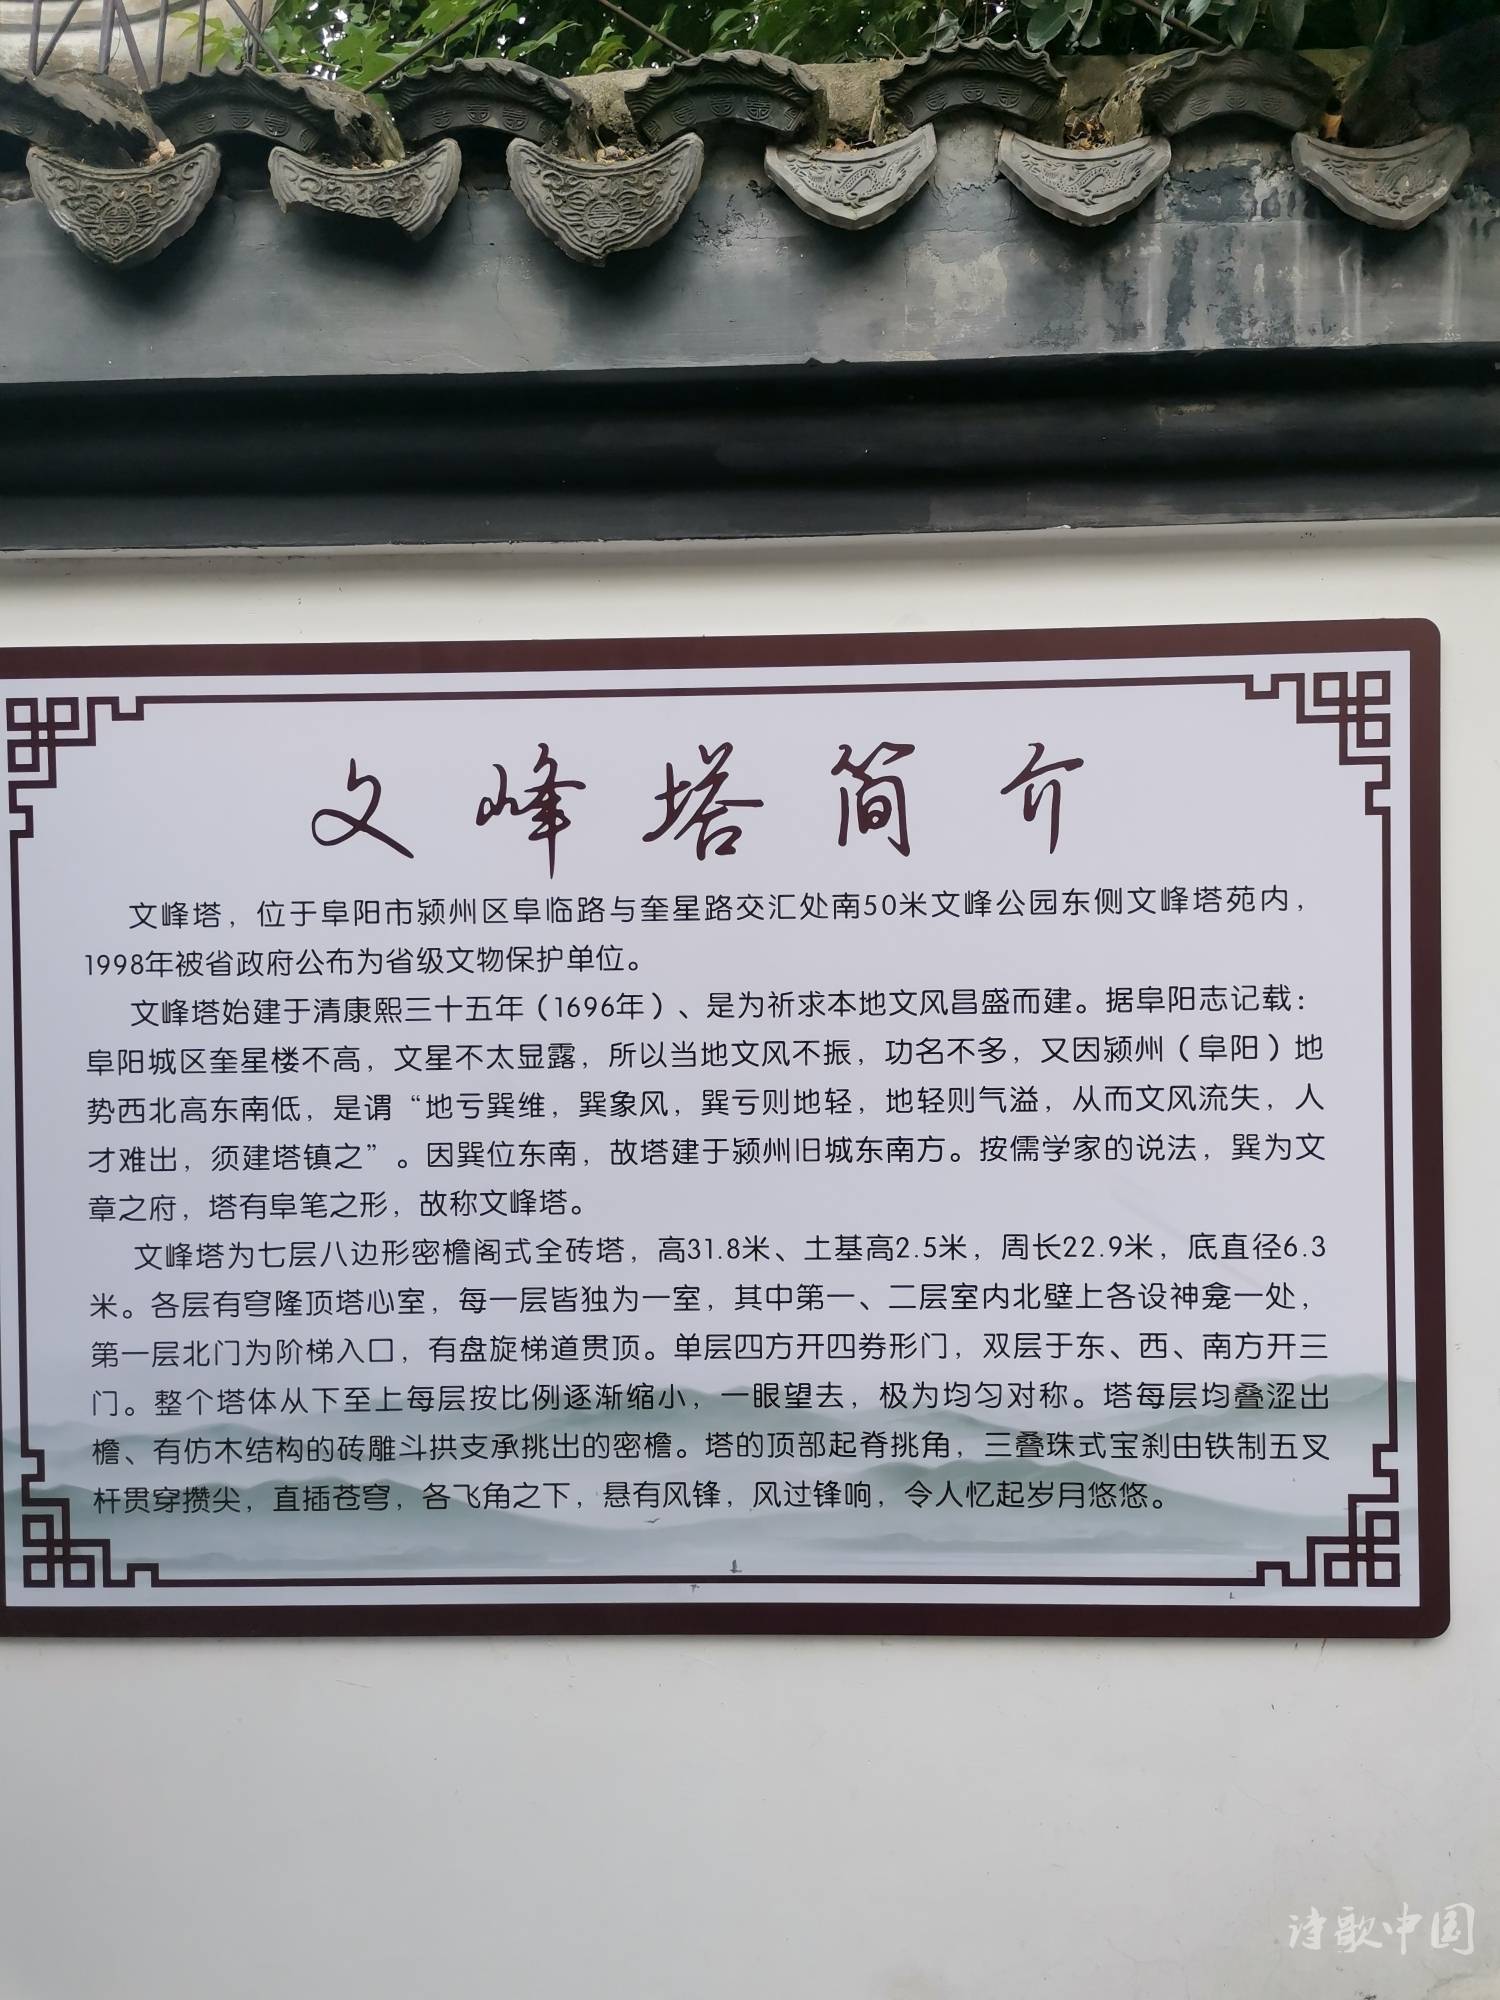 文峰塔简介
文峰塔，位于阜阳市颍州区阜临路与奎星路交汇处南50米文峰公园东侧文峰塔苑内，
1998年被省政府公布为省级文物保护单位。
文峰塔始建于清康熙三十五年（1696年）、是为祈求本地文风昌盛而建。据阜阳志记载：
阜阳城区奎星楼不高，文星不太显露，所以当地文风不振，功名不多，又因颍州（阜阳）地
势西北高东南低，是谓“地亏巽维，巽象风，巽亏则地轻，地轻则气溢，从而文风流失，人
才难出，须建塔镇之”。因巽位东南，故塔建于颍州旧城东南方。按儒学家的说法，巽为文
章之府，塔有阜笔之形，故称文峰塔。
文峰塔为七层八边形密檐阁式全砖塔，高31.8米、土基高2.5米，周长22.9米，底直径6.3
米。各层有穹隆顶塔心室，每一层皆独为一室，其中第一、二层室内北壁上各设神龛一处，
第一层北门为阶梯入口，有盘旋梯道贯顶。单层四方开四券形门，双层于东、西、南方开三
门。整个塔体从下至上每层按比例逐渐缩小，一眼望去，极为均匀对称。塔每层均叠涩出
檐、有仿木结构的砖雕斗拱支承挑出的密檐。塔的顶部起脊挑角，三叠珠式宝刹由铁制五叉
杆贯穿攒尖，直插苍穹，各飞角之下，悬有风锋，风过锋响，令人忆起岁月悠悠。
诗歌中国